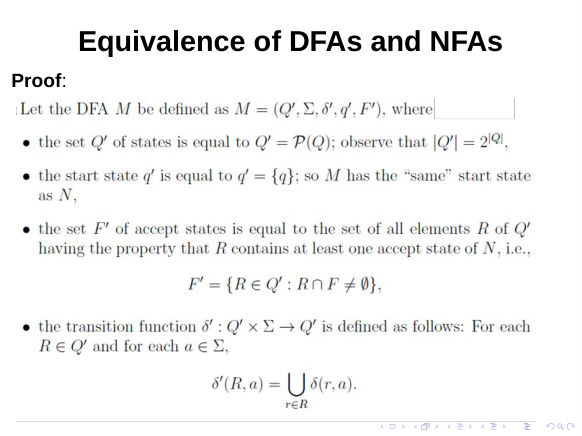 Equivalence of DFAs and NFAs
Proof:
Let the DFA M be defined as M = (Q′, Σ, δ′, q′, F′), where
• the set Q′ of states is equal to Q′ = 𝒫(Q); observe that |Q′| = 2^|Q|,
• the start state q′ is equal to q′ = {q}; so M has the “same” start state
as N,
• the set F′ of accept states is equal to the set of all elements R of Q′
having the property that R contains at least one accept state of N, i.e.,
F′ = {R ∈ Q′ : R ∩ F ≠ ∅},
• the transition function δ′ : Q′ × Σ → Q′ is defined as follows: For each
R ∈ Q′ and for each a ∈ Σ,
δ′(R, a) = ⋃ δ(r, a).
r∈R